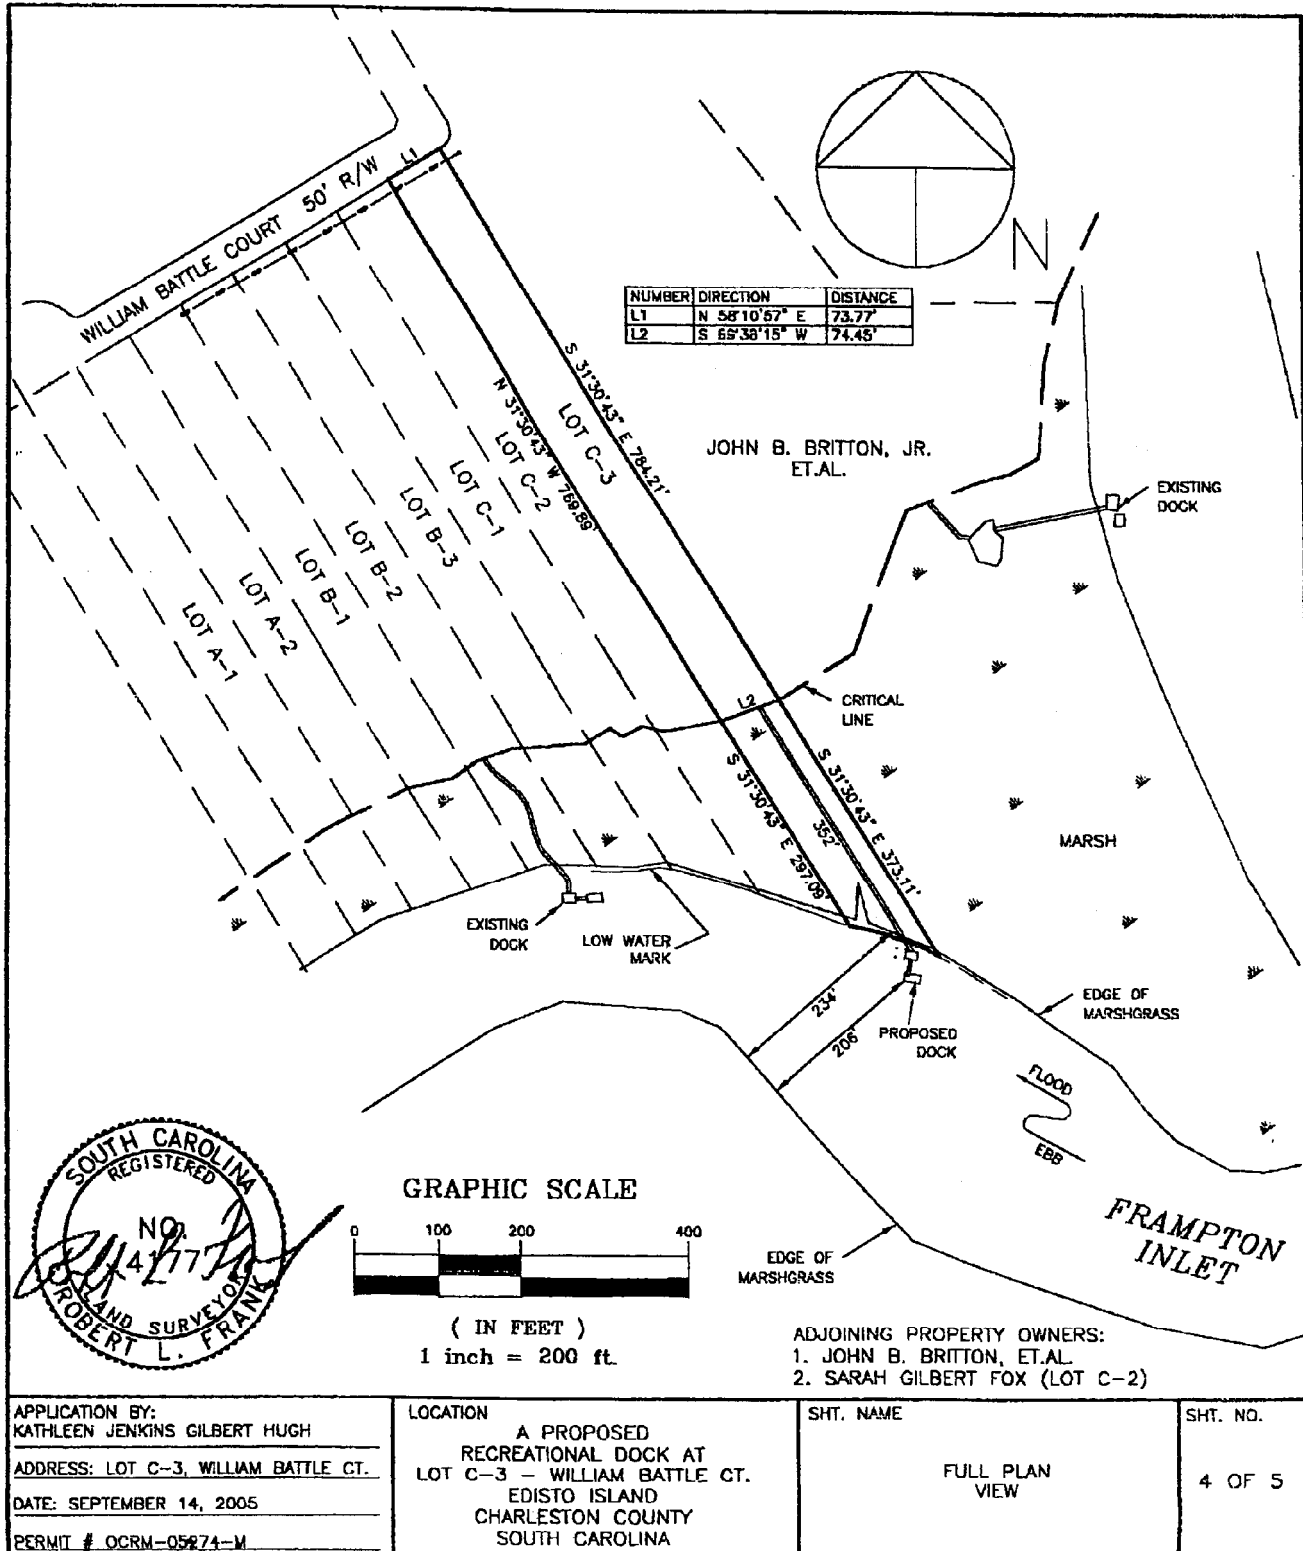 L1
WILLIAM BATTLE COURT 50' R/W
N
NUMBER DIRECTION DISTANCE
L1 N 58°10'57" E 73.77'
L2 S 69°38'15" W 74.45'
S 31°30'43" E 784.21'
N 31°30'43" W 769.89'
LOT C-3
LOT C-2
LOT C-1
LOT B-3
LOT B-2
LOT B-1
LOT A-2
LOT A-1
JOHN B. BRITTON, JR.
ET.AL.
EXISTING
DOCK
L2
CRITICAL
LINE
S 31°30'43" E 297.09'
352'
S 31°30'43" E 373.11'
MARSH
EXISTING
DOCK
LOW WATER
MARK
234'
206'
PROPOSED
DOCK
EDGE OF
MARSHGRASS
FLOOD
EBB
FRAMPTON
INLET
EDGE OF
MARSHGRASS
SOUTH CAROLINA
REGISTERED
NO.
4177
LAND SURVEYOR
ROBERT L. FRANK
GRAPHIC SCALE
0 100 200 400
( IN FEET )
1 inch = 200 ft.
ADJOINING PROPERTY OWNERS:
1. JOHN B. BRITTON, ET.AL.
2. SARAH GILBERT FOX (LOT C-2)
APPLICATION BY:
KATHLEEN JENKINS GILBERT HUGH
ADDRESS: LOT C-3, WILLIAM BATTLE CT.
DATE: SEPTEMBER 14, 2005
PERMIT # OCRM-05274-M
LOCATION
A PROPOSED
RECREATIONAL DOCK AT
LOT C-3 - WILLIAM BATTLE CT.
EDISTO ISLAND
CHARLESTON COUNTY
SOUTH CAROLINA
SHT. NAME
FULL PLAN
VIEW
SHT. NO.
4 OF 5